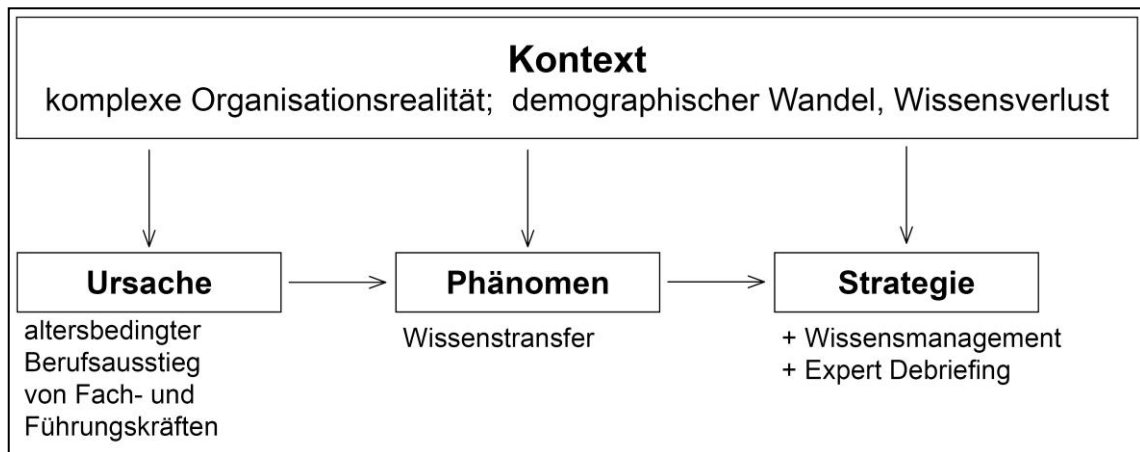 Kontext
komplexe Organisationsrealität; demographischer Wandel, Wissensverlust
Ursache
altersbedingter
Berufsausstieg
von Fach- und
Führungskräften
Phänomen
Wissenstransfer
Strategie
+ Wissensmanagement
+ Expert Debriefing